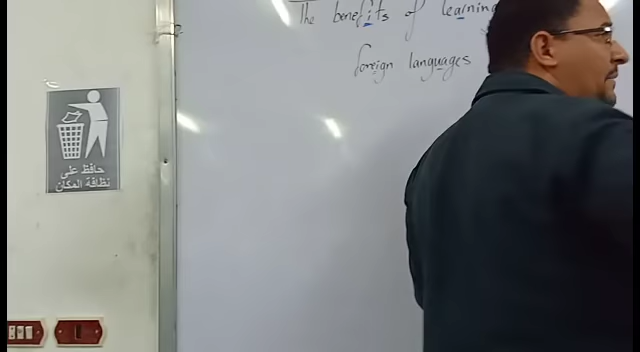 The benefits of learning
foreign languages
حافظ على
نظافة المكان